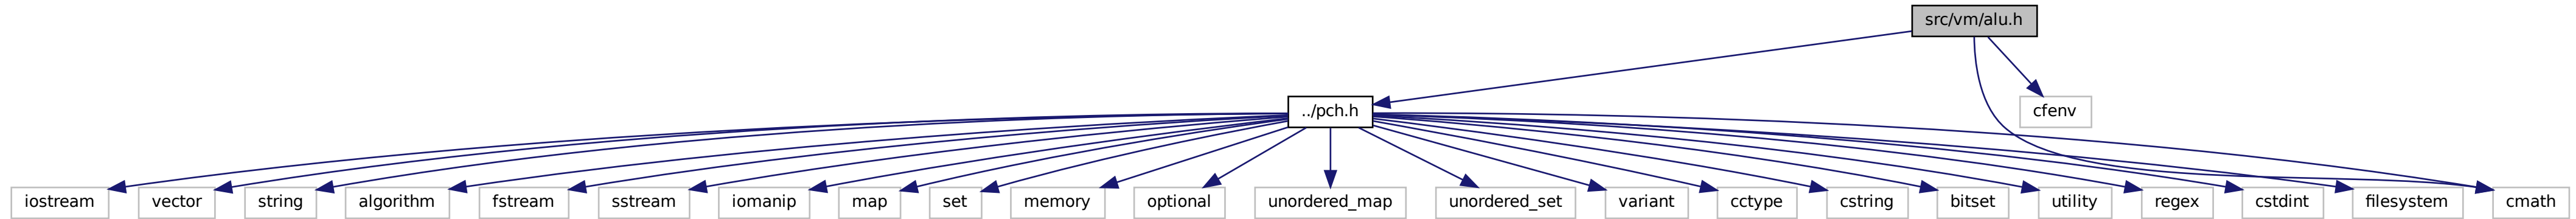 src/vm/alu.h
../pch.h
cfenv
iostream
vector
string
algorithm
fstream
sstream
iomanip
map
set
memory
optional
unordered_map
unordered_set
variant
cctype
cstring
bitset
utility
regex
cstdint
filesystem
cmath